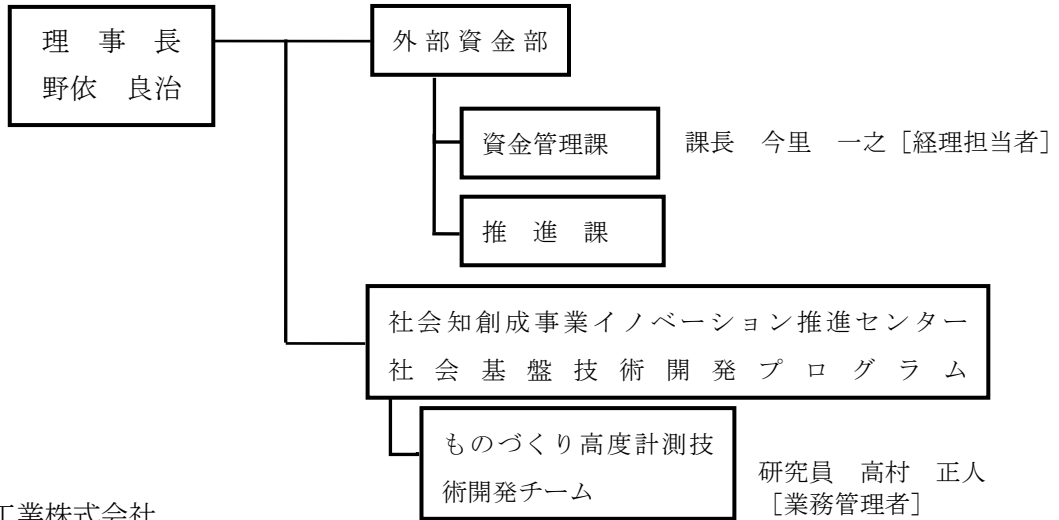 理 事 長
野依 良治
外 部 資 金 部
資金管理課
課長 今里 一之［経理担当者］
推 進 課
社会知創成事業イノベーション推進センター
社 会 基 盤 技 術 開 発 プ ロ グ ラ ム
ものづくり高度計測技
術開発チーム
研究員 高村 正人
［業務管理者］
工業株式会社